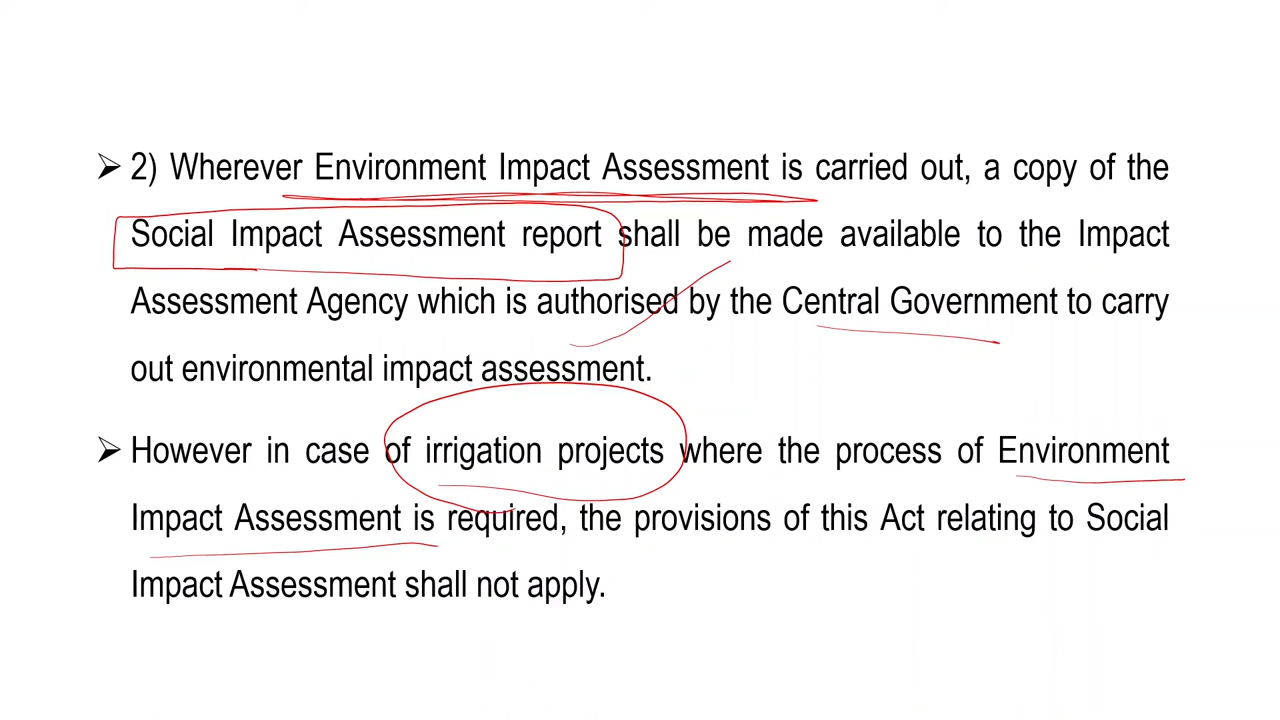 ➢ 2) Wherever Environment Impact Assessment is carried out, a copy of the
Social Impact Assessment report shall be made available to the Impact
Assessment Agency which is authorised by the Central Government to carry
out environmental impact assessment.
➢ However in case of irrigation projects where the process of Environment
Impact Assessment is required, the provisions of this Act relating to Social
Impact Assessment shall not apply.